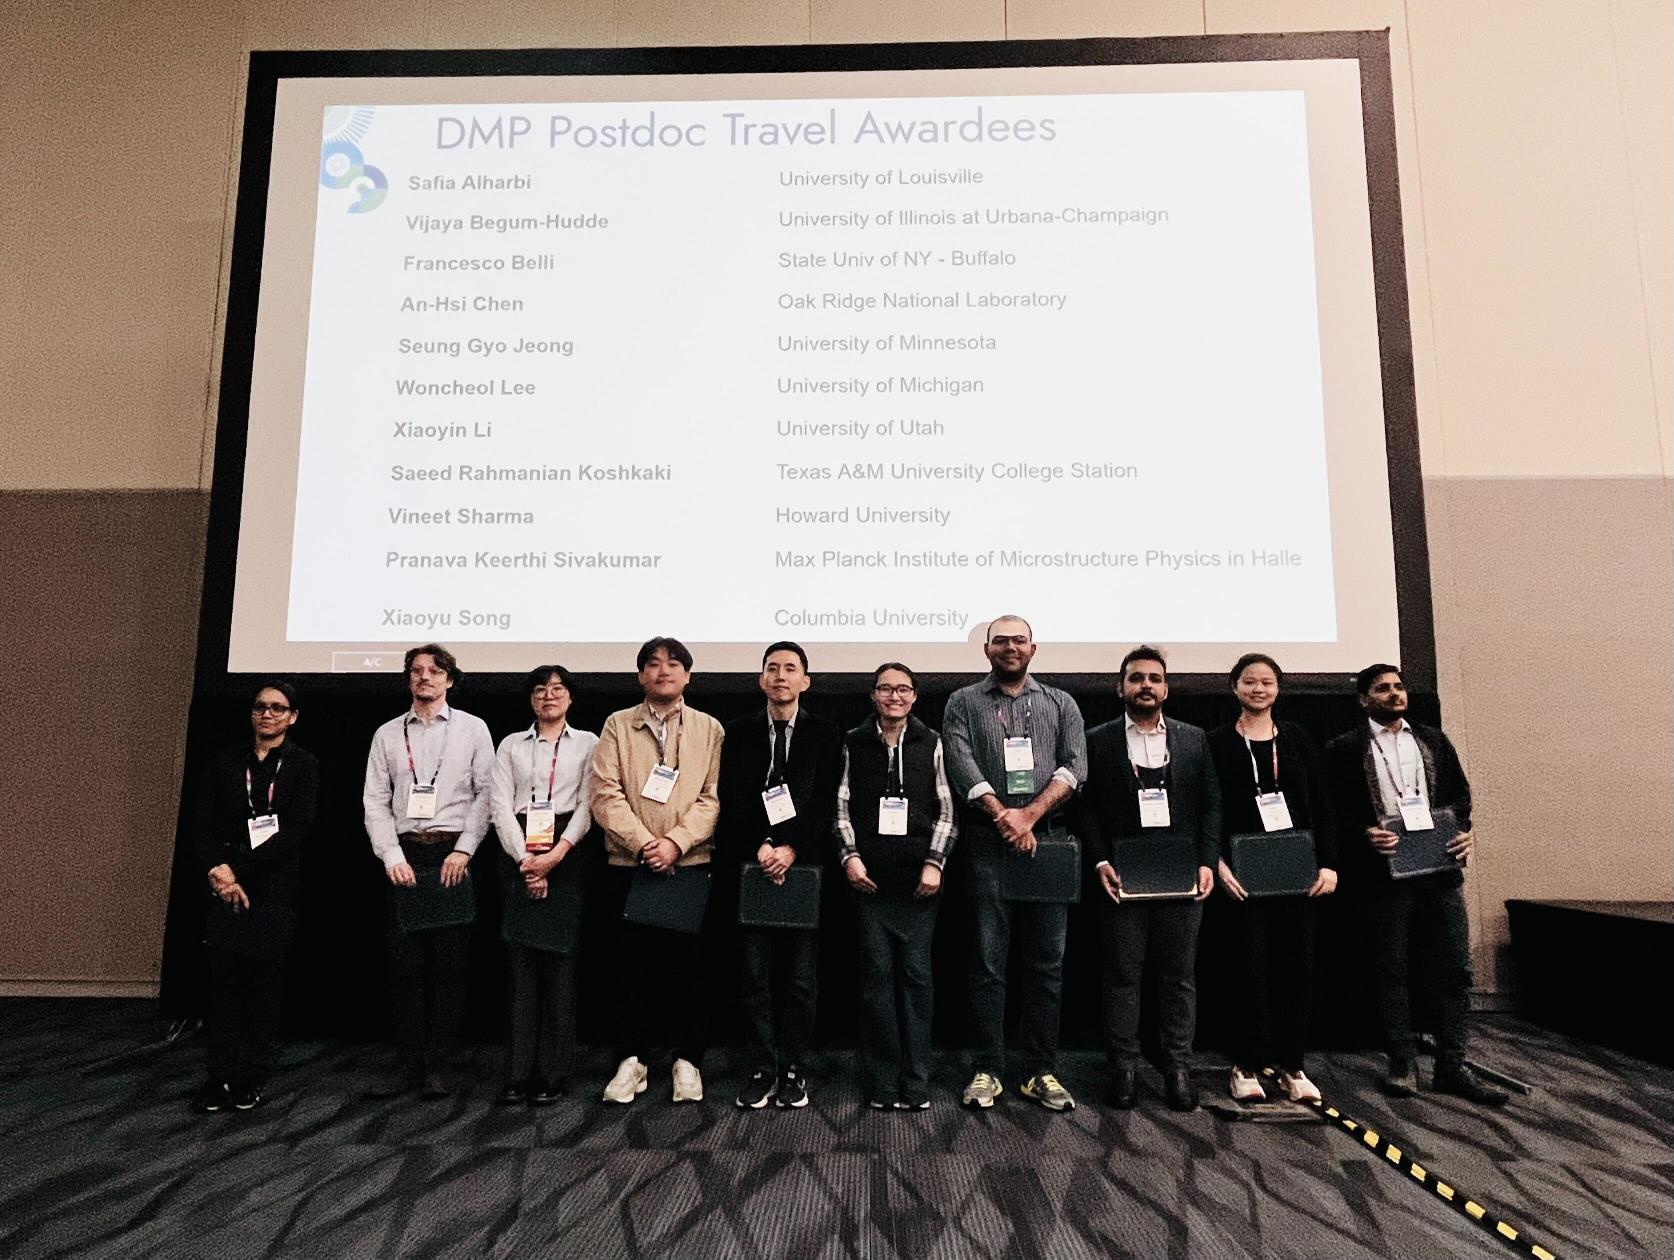 DMP Postdoc Travel Awardees
Safia Alharbi University of Louisville
Vijaya Begum-Hudde University of Illinois at Urbana-Champaign
Francesco Belli State Univ of NY - Buffalo
An-Hsi Chen Oak Ridge National Laboratory
Seung Gyo Jeong University of Minnesota
Woncheol Lee University of Michigan
Xiaoyin Li University of Utah
Saeed Rahmanian Koshkaki Texas A&M University College Station
Vineet Sharma Howard University
Pranava Keerthi Sivakumar Max Planck Institute of Microstructure Physics in Halle
Xiaoyu Song Columbia University
A/C